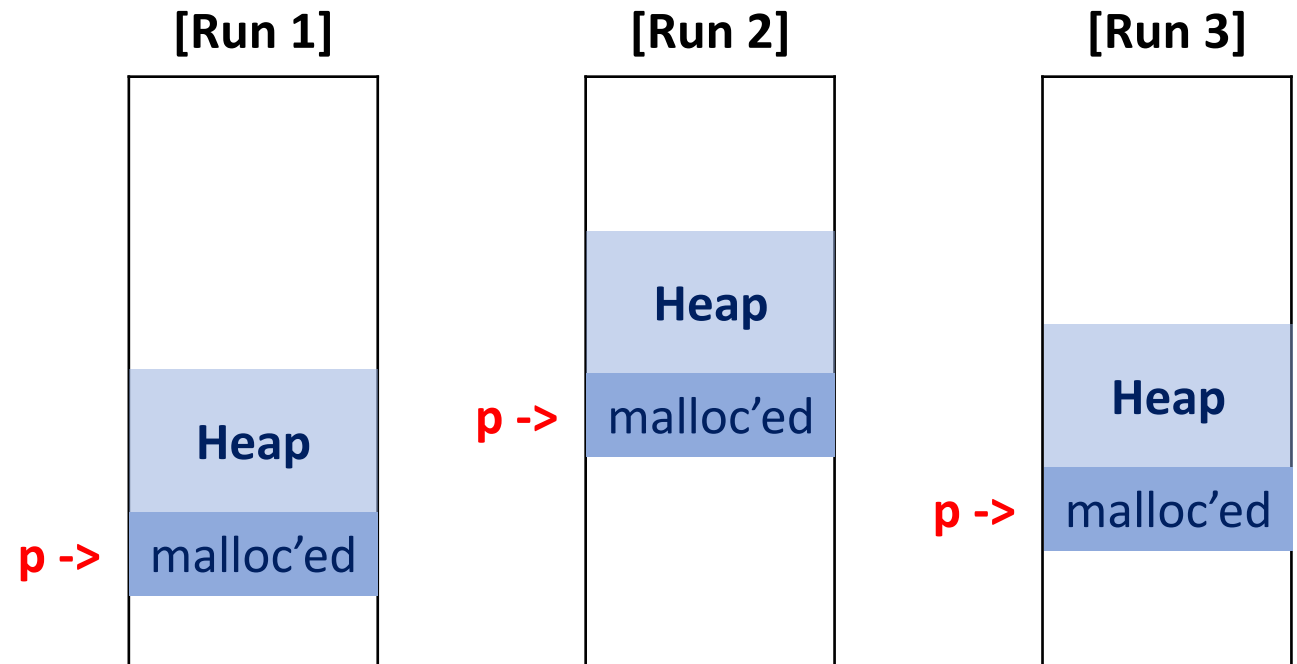 [Run 1]
[Run 2]
[Run 3]
Heap
p -> malloc’ed
Heap
p -> malloc’ed
Heap
p -> malloc’ed